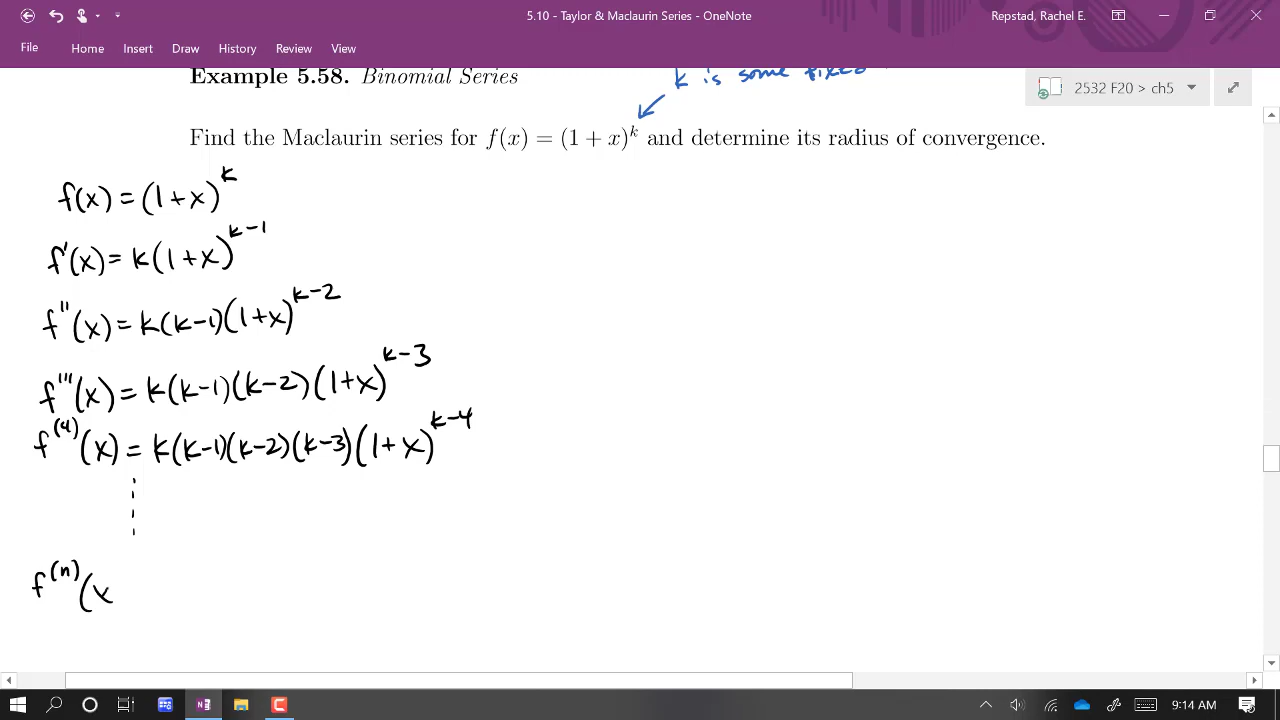 5.10 - Taylor & Maclaurin Series - OneNote
Repstad, Rachel E.
File Home Insert Draw History Review View
2532 F20 > ch5
Example 5.58. Binomial Series
k is some fixed
Find the Maclaurin series for f(x) = (1 + x)^k and determine its radius of convergence.
f(x) = (1+x)^k
f'(x) = k(1+x)^{k-1}
f''(x) = k(k-1)(1+x)^{k-2}
f'''(x) = k(k-1)(k-2)(1+x)^{k-3}
f^{(4)}(x) = k(k-1)(k-2)(k-3)(1+x)^{k-4}
f^{(n)}(x
9:14 AM